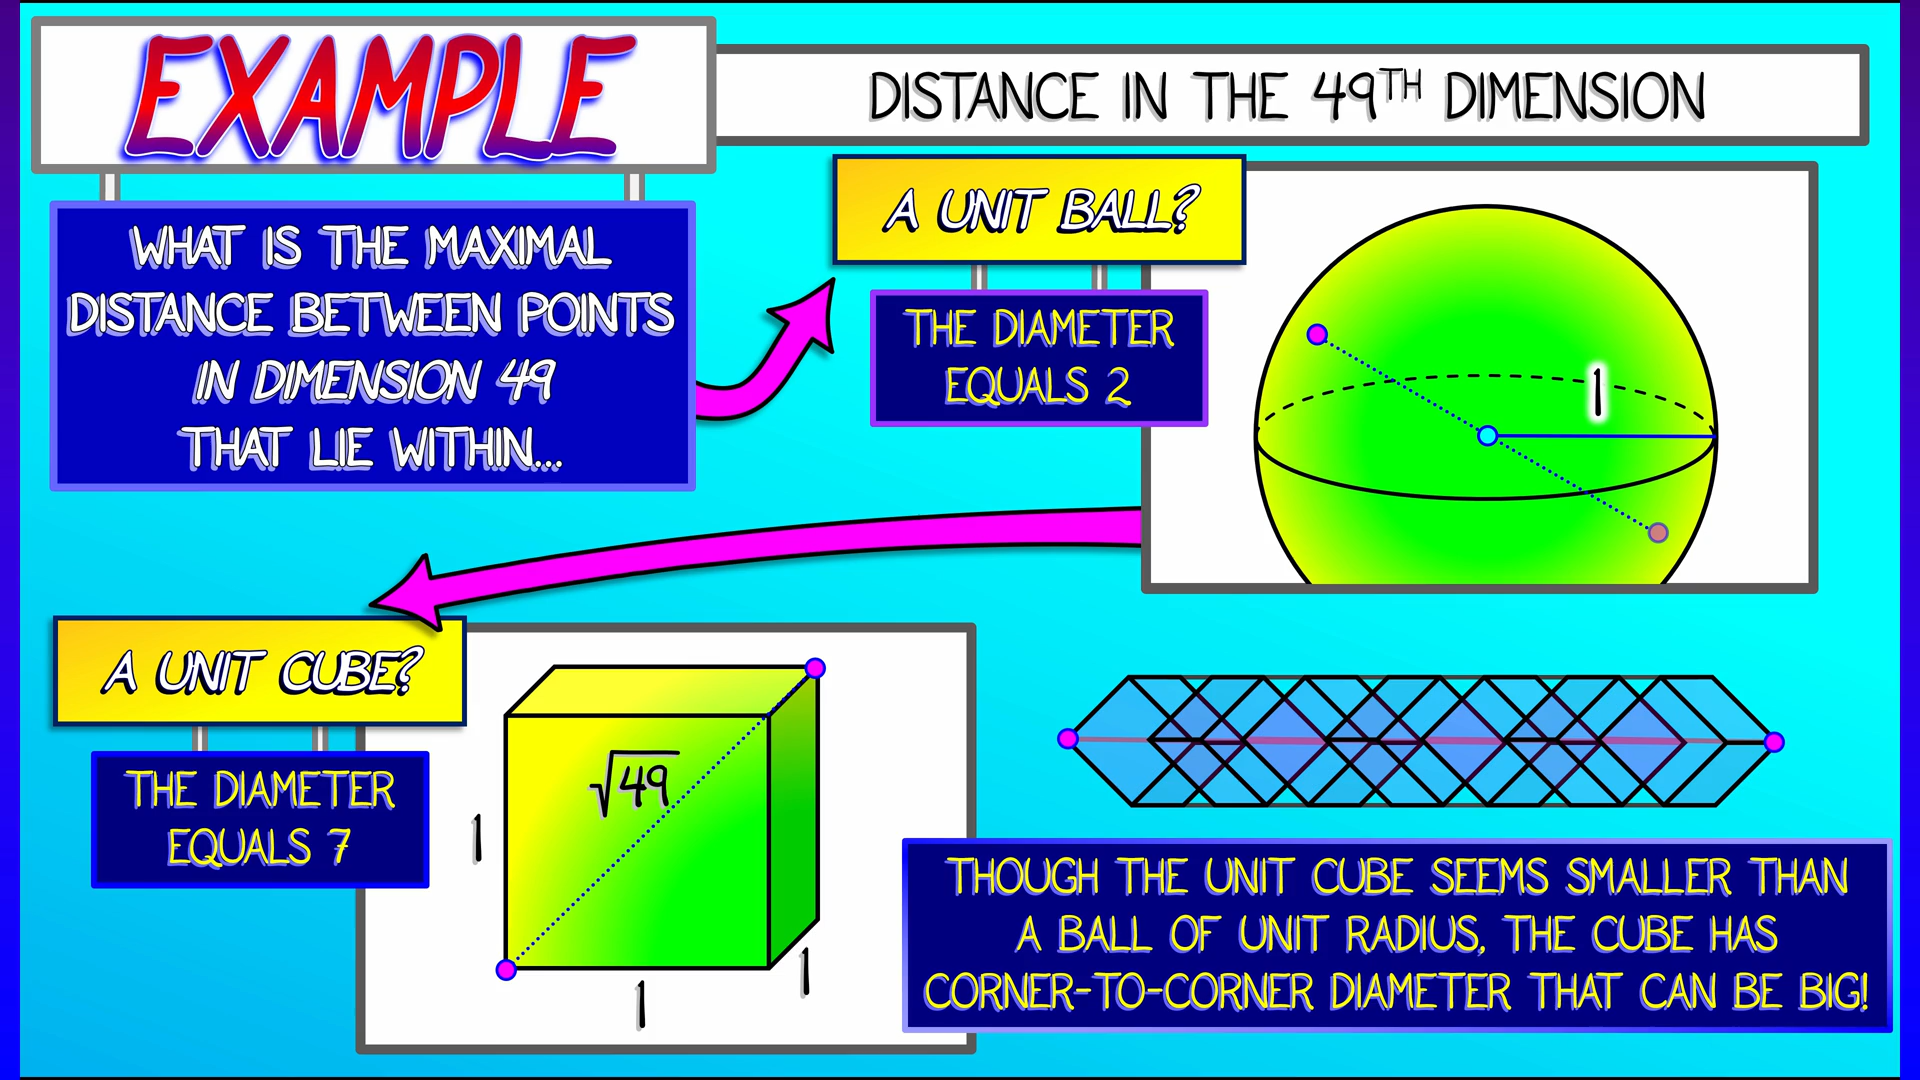 EXAMPLE
DISTANCE IN THE 49TH DIMENSION
WHAT IS THE MAXIMAL
DISTANCE BETWEEN POINTS
IN DIMENSION 49
THAT LIE WITHIN...
A UNIT BALL?
THE DIAMETER
EQUALS 2
1
A UNIT CUBE?
THE DIAMETER
EQUALS 7
√49
1
1
1
THOUGH THE UNIT CUBE SEEMS SMALLER THAN
A BALL OF UNIT RADIUS, THE CUBE HAS
CORNER-TO-CORNER DIAMETER THAT CAN BE BIG!